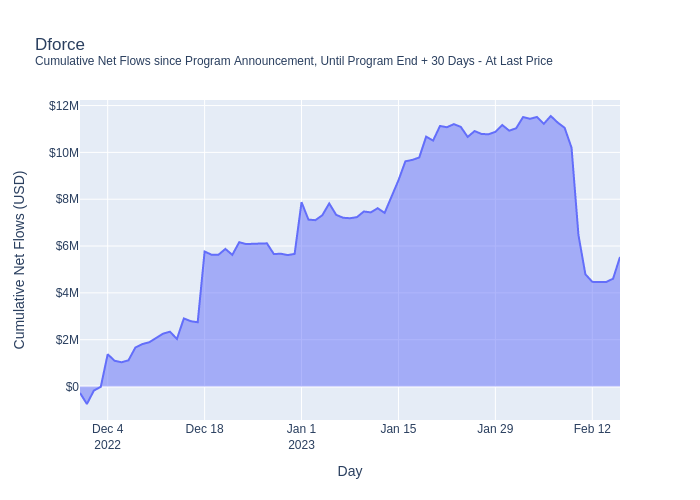 Dforce
Cumulative Net Flows since Program Announcement, Until Program End + 30 Days - At Last Price
Cumulative Net Flows (USD)
$12M
$10M
$8M
$6M
$4M
$2M
$0
Dec 4 Dec 18 Jan 1 Jan 15 Jan 29 Feb 12
2022 2023
Day